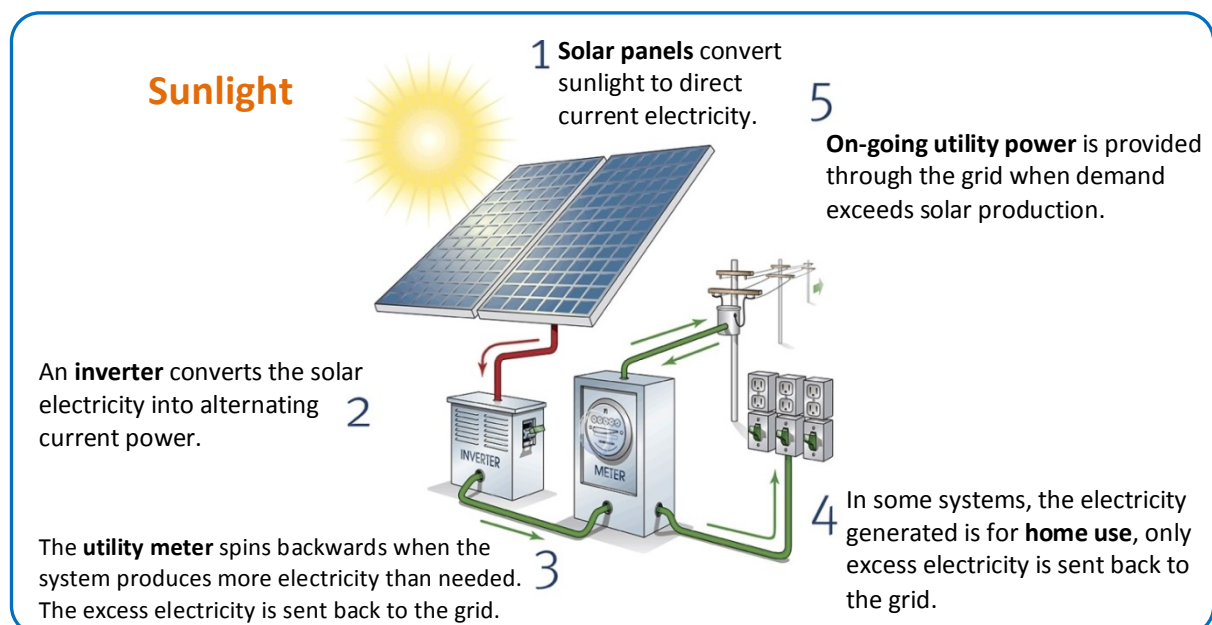 Sunlight
1 Solar panels convert
sunlight to direct
current electricity.
5
On-going utility power is provided
through the grid when demand
exceeds solar production.
An inverter converts the solar
electricity into alternating
current power.
2
INVERTER
METER
The utility meter spins backwards when the
system produces more electricity than needed.
The excess electricity is sent back to the grid.
3
4 In some systems, the electricity
generated is for home use, only
excess electricity is sent back to
the grid.